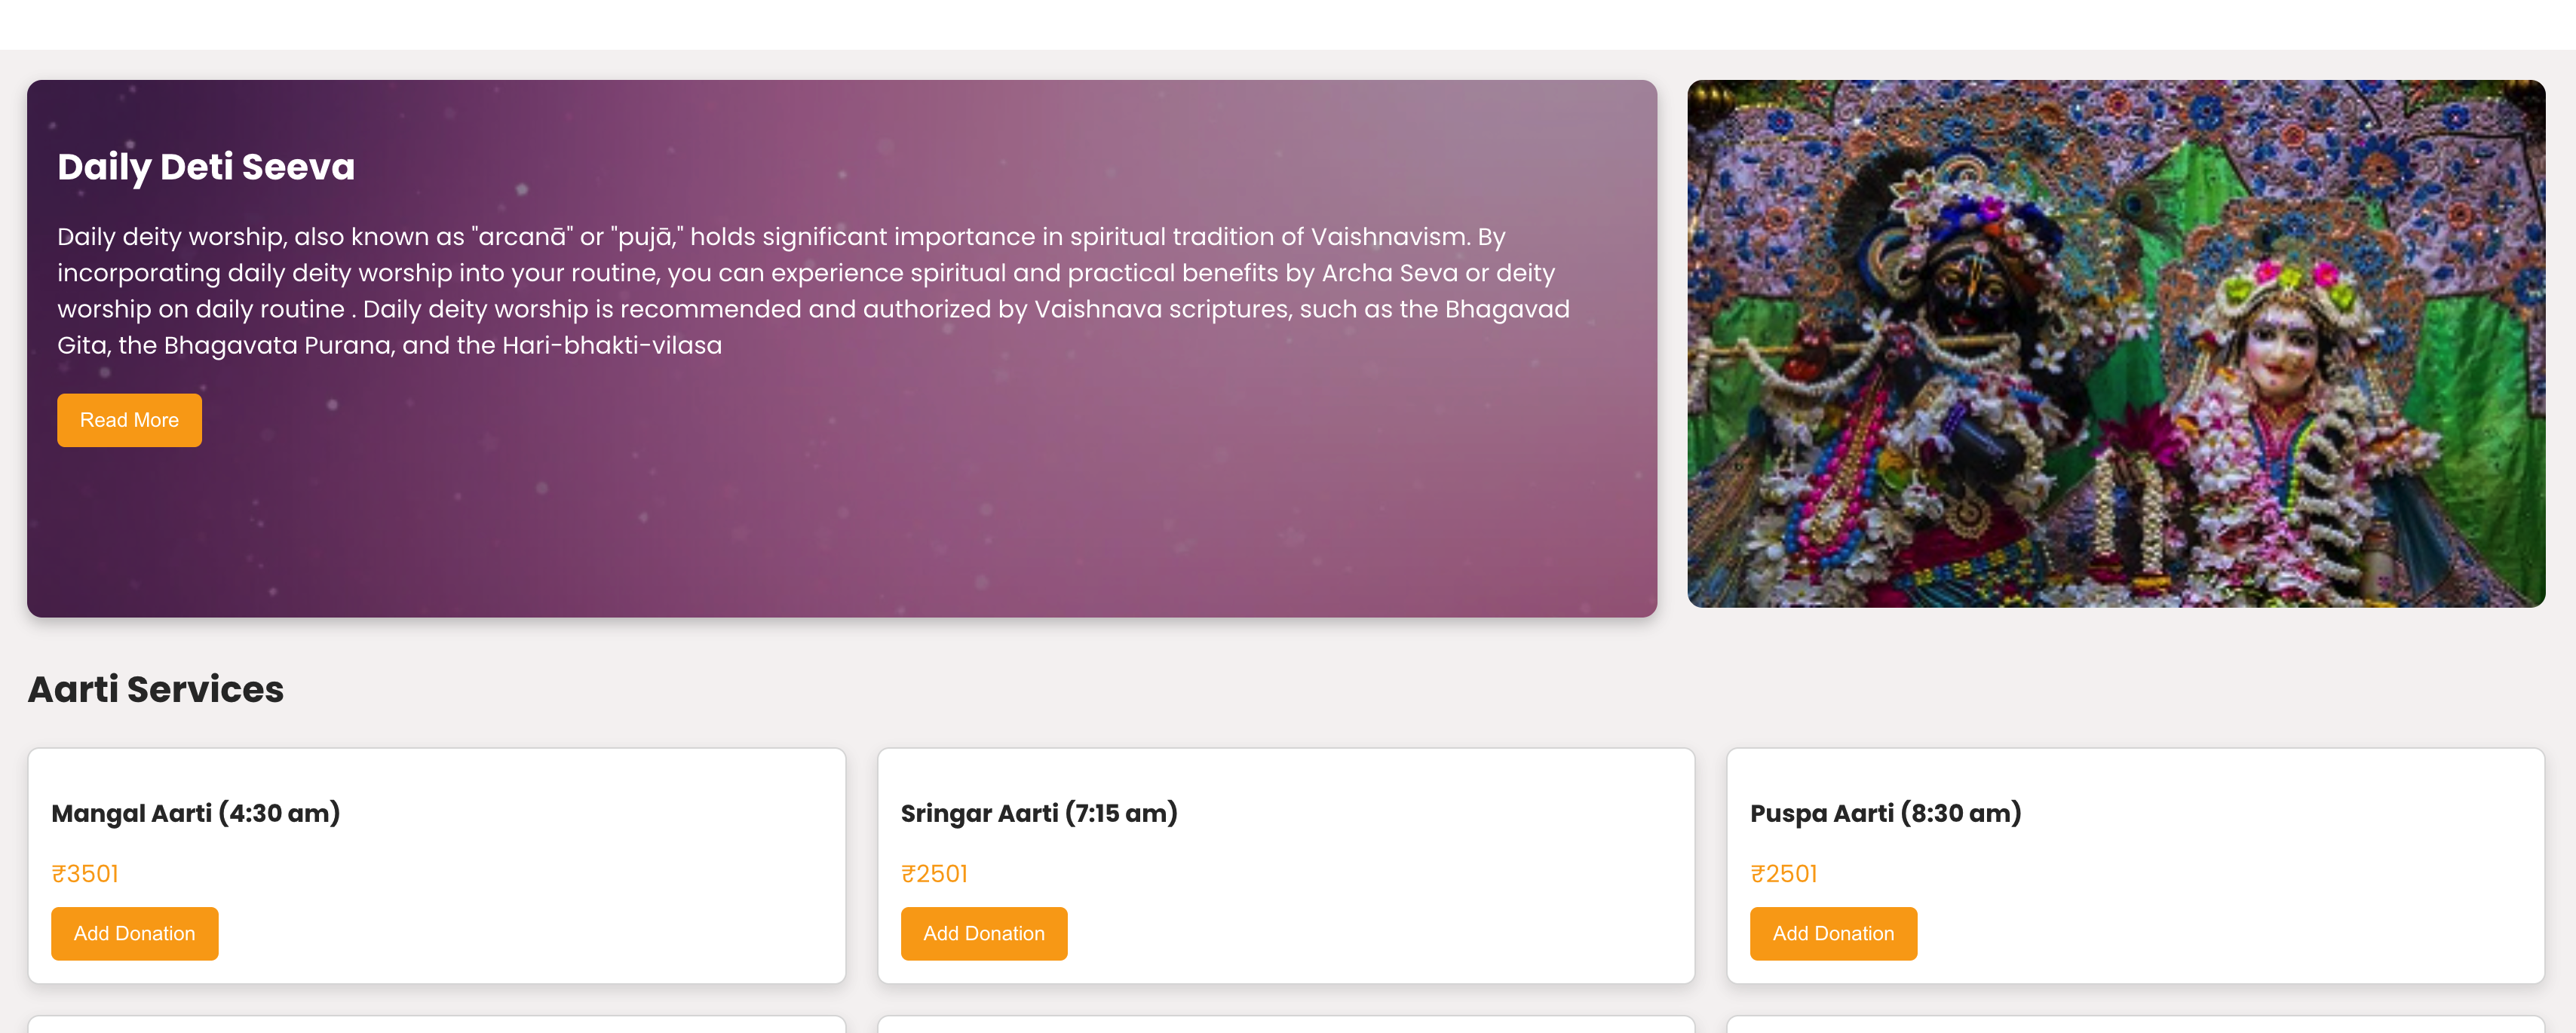 Daily Deti Seeva
Daily deity worship, also known as "arcanā" or "pujā," holds significant importance in spiritual tradition of Vaishnavism. By
incorporating daily deity worship into your routine, you can experience spiritual and practical benefits by Archa Seva or deity
worship on daily routine . Daily deity worship is recommended and authorized by Vaishnava scriptures, such as the Bhagavad
Gita, the Bhagavata Purana, and the Hari-bhakti-vilasa
Read More
Aarti Services
Mangal Aarti (4:30 am)
₹3501
Add Donation
Sringar Aarti (7:15 am)
₹2501
Add Donation
Puspa Aarti (8:30 am)
₹2501
Add Donation